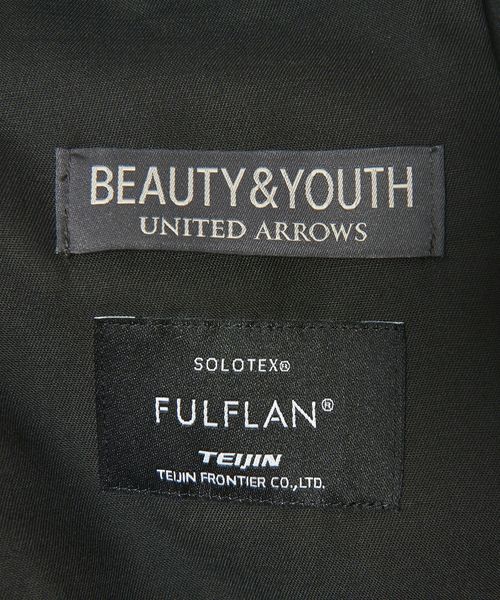 BEAUTY&YOUTH
UNITED ARROWS
SOLOTEX®
FULFLAN®
TEIJIN
TEIJIN FRONTIER CO.,LTD.